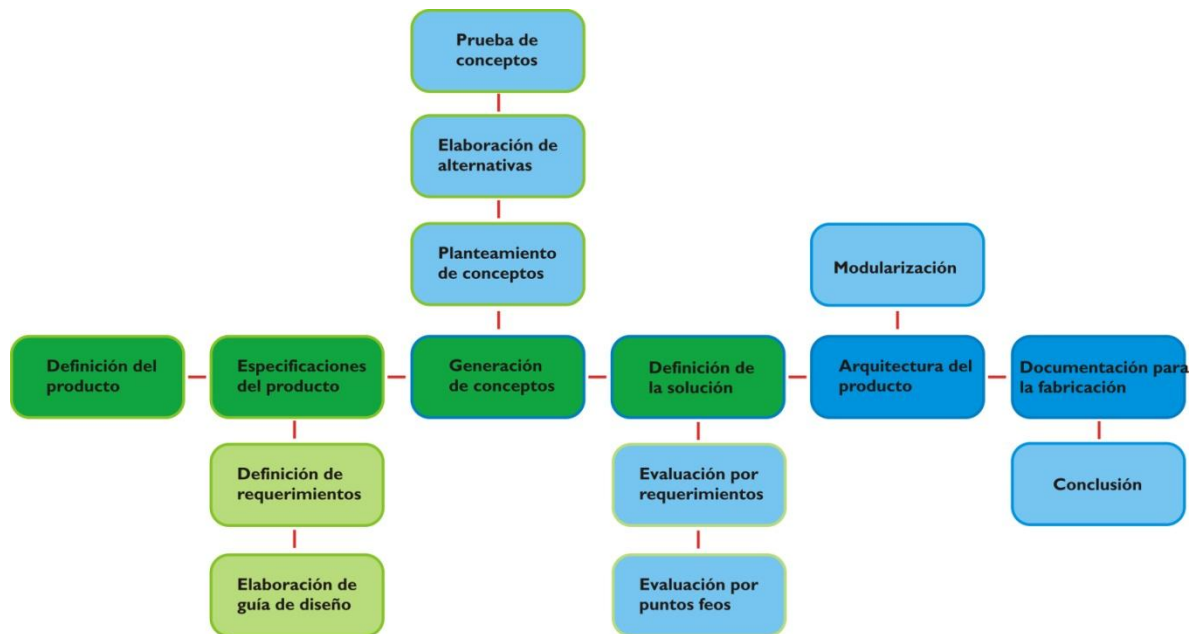 Prueba de
conceptos
Elaboración de
alternativas
Planteamiento
de conceptos
Modularización
Definición del
producto
Especificaciones
del producto
Generación
de conceptos
Definición de
la solución
Arquitectura del
producto
Documentación para
la fabricación
Definición de
requerimientos
Evaluación por
requerimientos
Conclusión
Elaboración de
guía de diseño
Evaluación por
puntos feos